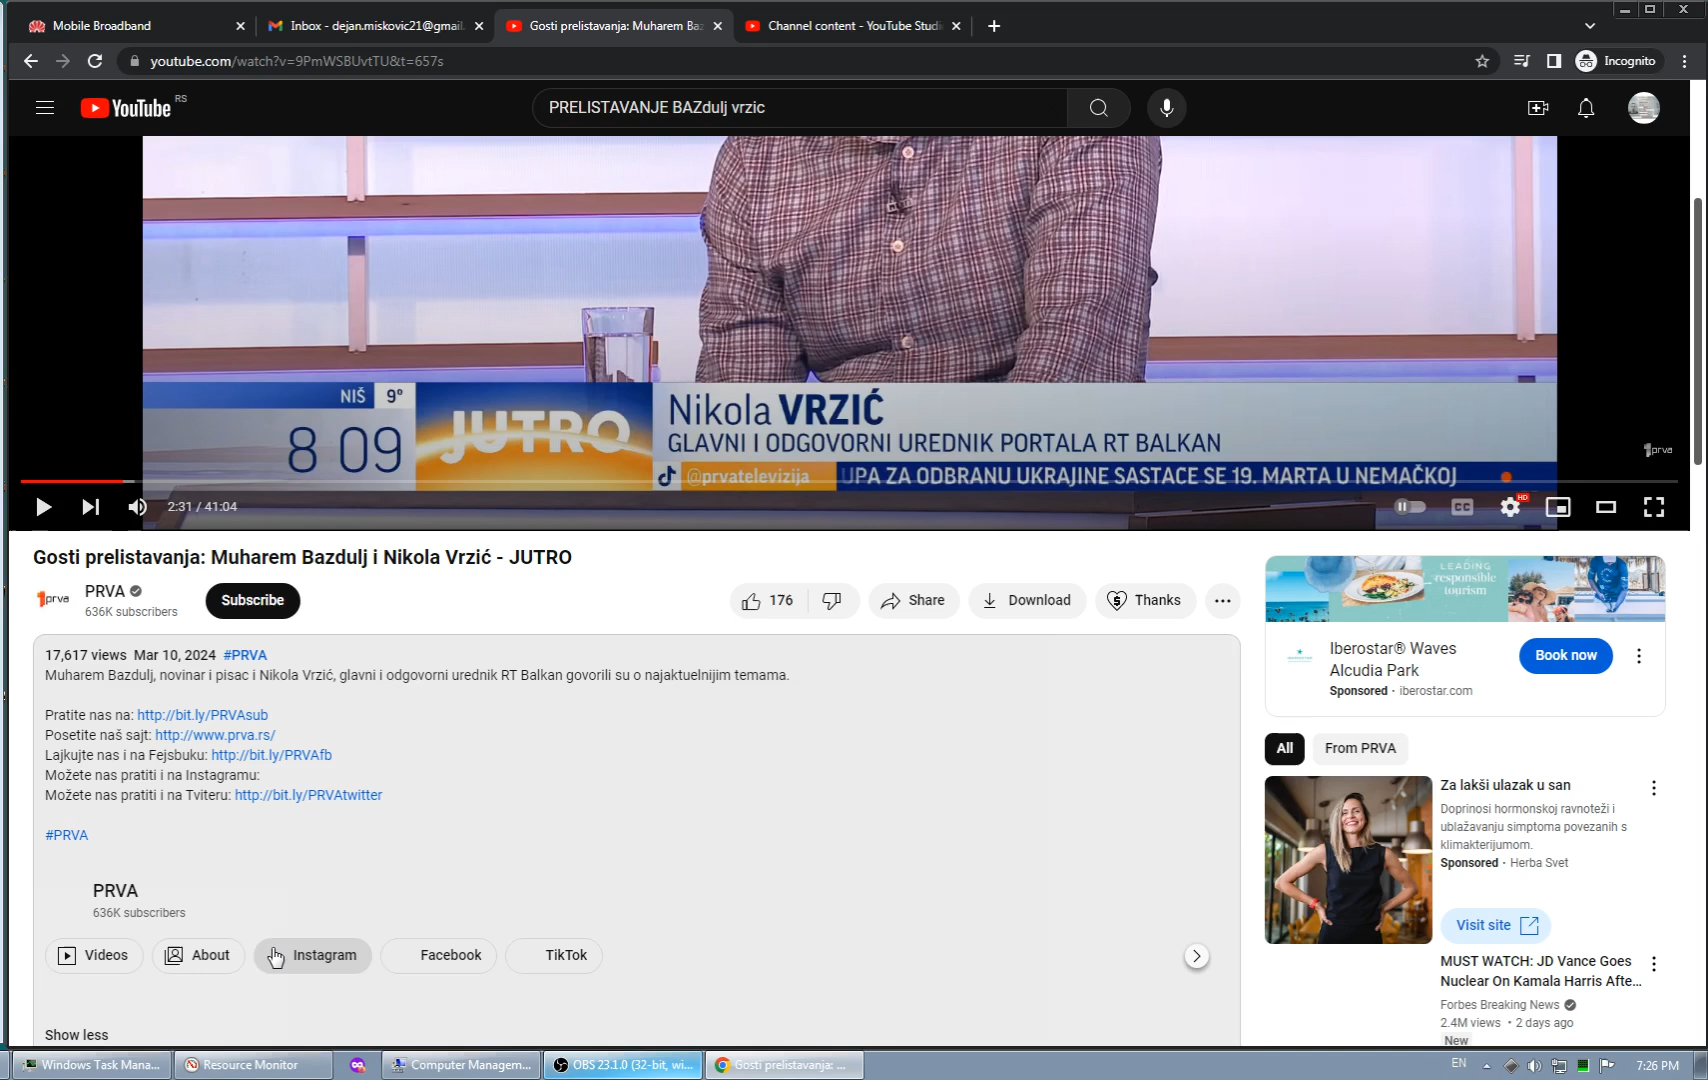 Mobile Broadband
Inbox - dejan.miskovic21@gmail.
Gosti prelistavanja: Muharem Baz
Channel content - YouTube Studi
youtube.com/watch?v=9PmWSBUvtTU&t=657s
Incognito
YouTube RS
PRELISTAVANJE BAZdulj vrzic
NIŠ 9°
8 09
JUTRO
Nikola VRZIĆ
GLAVNI I ODGOVORNI UREDNIK PORTALA RT BALKAN
@prvatelevizija
UPA ZA ODBRANU UKRAJINE SASTACE SE 19. MARTA U NEMAČKOJ
1prva
2:31 / 41:04
CC
HD
Gosti prelistavanja: Muharem Bazdulj i Nikola Vrzić - JUTRO
1prva
PRVA
636K subscribers
Subscribe
176
Share
Download
Thanks
17,617 views Mar 10, 2024 #PRVA
Muharem Bazdulj, novinar i pisac i Nikola Vrzić, glavni i odgovorni urednik RT Balkan govorili su o najaktuelnijim temama.
Pratite nas na: http://bit.ly/PRVAsub
Posetite naš sajt: http://www.prva.rs/
Lajkujte nas i na Fejsbuku: http://bit.ly/PRVAfb
Možete nas pratiti i na Instagramu:
Možete nas pratiti i na Tviteru: http://bit.ly/PRVAtwitter
#PRVA
PRVA
636K subscribers
Videos
About
Instagram
Facebook
TikTok
Show less
LEADING
responsible
tourism
Iberostar® Waves
Alcudia Park
Sponsored · iberostar.com
Book now
All
From PRVA
Za lakši ulazak u san
Doprinosi hormonskoj ravnoteži i
ublažavanju simptoma povezanih s
klimakterijumom.
Sponsored · Herba Svet
Visit site
MUST WATCH: JD Vance Goes
Nuclear On Kamala Harris Afte...
Forbes Breaking News
2.4M views • 2 days ago
New
Windows Task Mana...
Resource Monitor
Computer Managem...
OBS 23.1.0 (32-bit, wi...
Gosti prelistavanja: ...
EN
7:26 PM